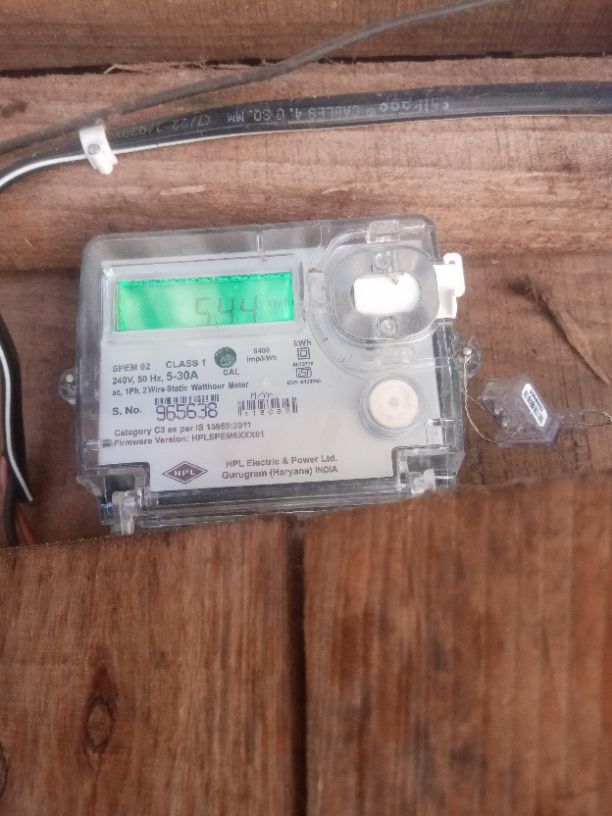 Shikago® CABLES 4.0 SQ. MM
544 kWh
SPEM 02 CLASS 1
240V, 50 Hz, 5-30A
CAL
6400
imp/kWh
kWh
ac, 1Ph, 2 Wire Static Watthour Meter
S. No. 965638
Category C3 as per IS 15959:2011
Firmware Version: HPLSPEM6XXX01
HPL
HPL Electric & Power Ltd.
Gurugram (Haryana) INDIA